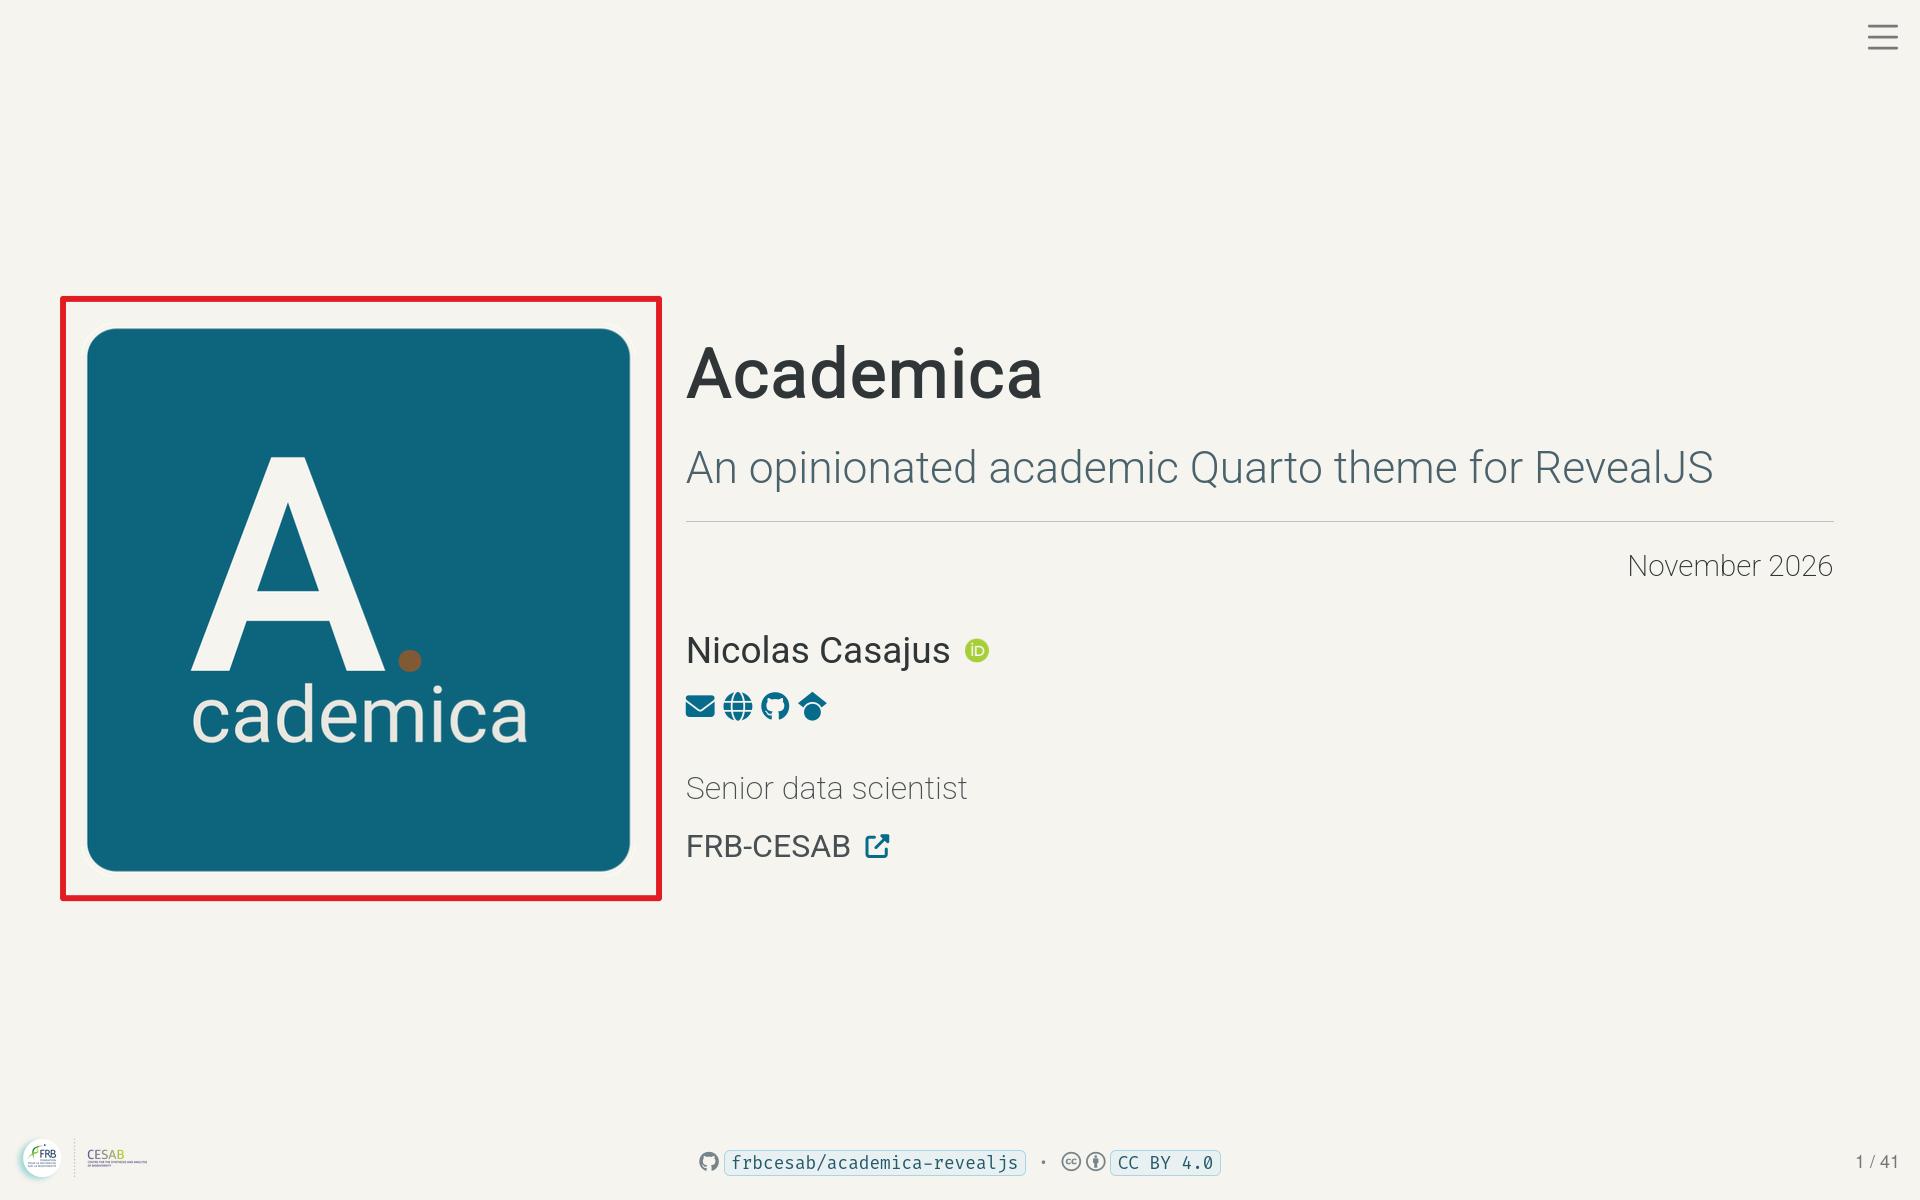 A.
cademica
Academica
An opinionated academic Quarto theme for RevealJS
November 2026
Nicolas Casajus iD
Senior data scientist
FRB-CESAB
FRB
CESAB
frbcesab/academica-revealjs · CC BY 4.0
1 / 41